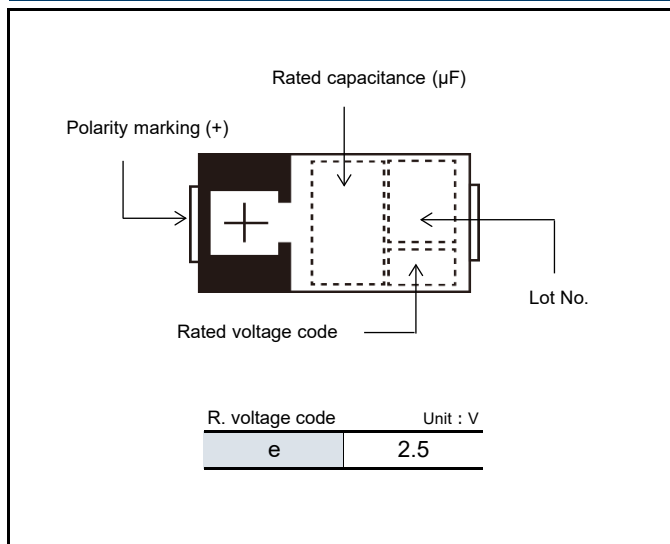 Rated capacitance (µF)
Polarity marking (+)
+
Lot No.
Rated voltage code
R. voltage code Unit : V
e 2.5